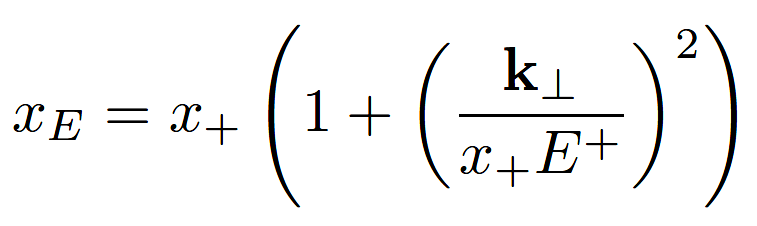 $x_E = x_+ \left( 1 + \left( \frac{\mathbf{k}_\perp}{x_+ E^+} \right)^2 \right)$